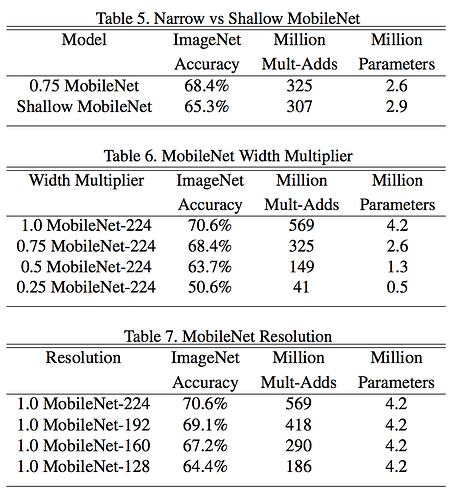 Table 5. Narrow vs Shallow MobileNet
Model ImageNet Million Million
Accuracy Mult-Adds Parameters
0.75 MobileNet 68.4% 325 2.6
Shallow MobileNet 65.3% 307 2.9
Table 6. MobileNet Width Multiplier
Width Multiplier ImageNet Million Million
Accuracy Mult-Adds Parameters
1.0 MobileNet-224 70.6% 569 4.2
0.75 MobileNet-224 68.4% 325 2.6
0.5 MobileNet-224 63.7% 149 1.3
0.25 MobileNet-224 50.6% 41 0.5
Table 7. MobileNet Resolution
Resolution ImageNet Million Million
Accuracy Mult-Adds Parameters
1.0 MobileNet-224 70.6% 569 4.2
1.0 MobileNet-192 69.1% 418 4.2
1.0 MobileNet-160 67.2% 290 4.2
1.0 MobileNet-128 64.4% 186 4.2